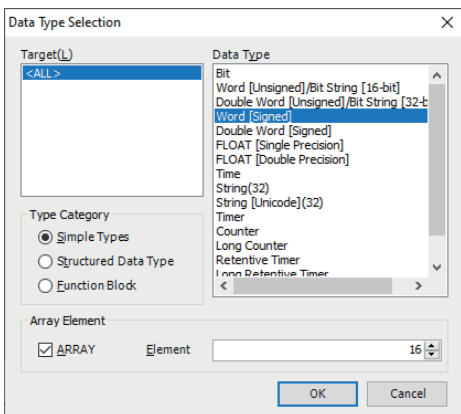 Data Type Selection
Target(L)
<ALL>
Type Category
Simple Types
Structured Data Type
Function Block
Data Type
Bit
Word [Unsigned]/Bit String [16-bit]
Double Word [Unsigned]/Bit String [32-b
Word [Signed]
Double Word [Signed]
FLOAT [Single Precision]
FLOAT [Double Precision]
Time
String(32)
String [Unicode](32)
Timer
Counter
Long Counter
Retentive Timer
Long Retentive Timer
Array Element
ARRAY Element 16
OK Cancel